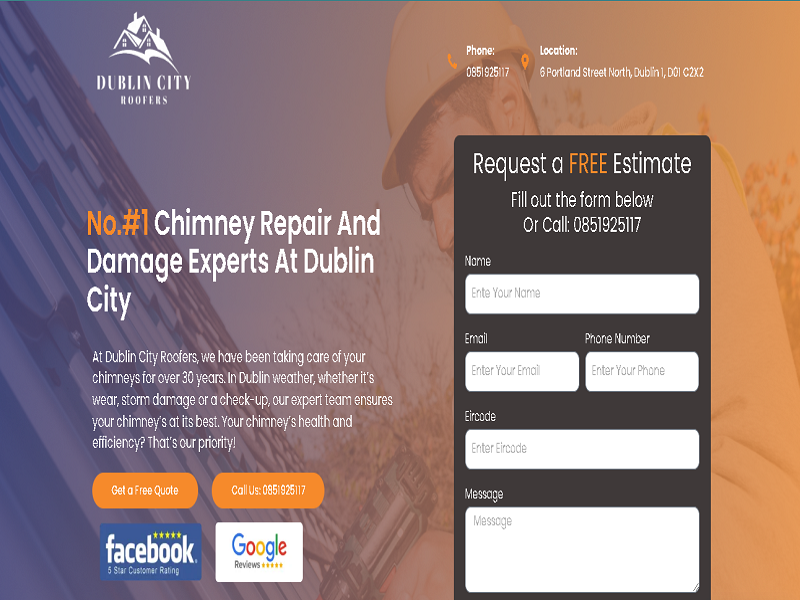 DUBLIN CITY
ROOFERS
Phone:
0851925117
Location:
6 Portland Street North, Dublin 1, D01 C2X2
No.#1 Chimney Repair And
Damage Experts At Dublin
City
At Dublin City Roofers, we have been taking care of your
chimneys for over 30 years. In Dublin weather, whether it's
wear, storm damage or a check-up, our expert team ensures
your chimney's at its best. Your chimney's health and
efficiency? That's our priority!
Get a Free Quote
Call Us: 0851925117
facebook.
5 Star Customer Rating
Google
Reviews
Request a FREE Estimate
Fill out the form below
Or Call: 0851925117
Name
Ente Your Name
Email
Phone Number
Enter Your Email
Enter Your Phone
Eircode
Enter Eircode
Message
Message